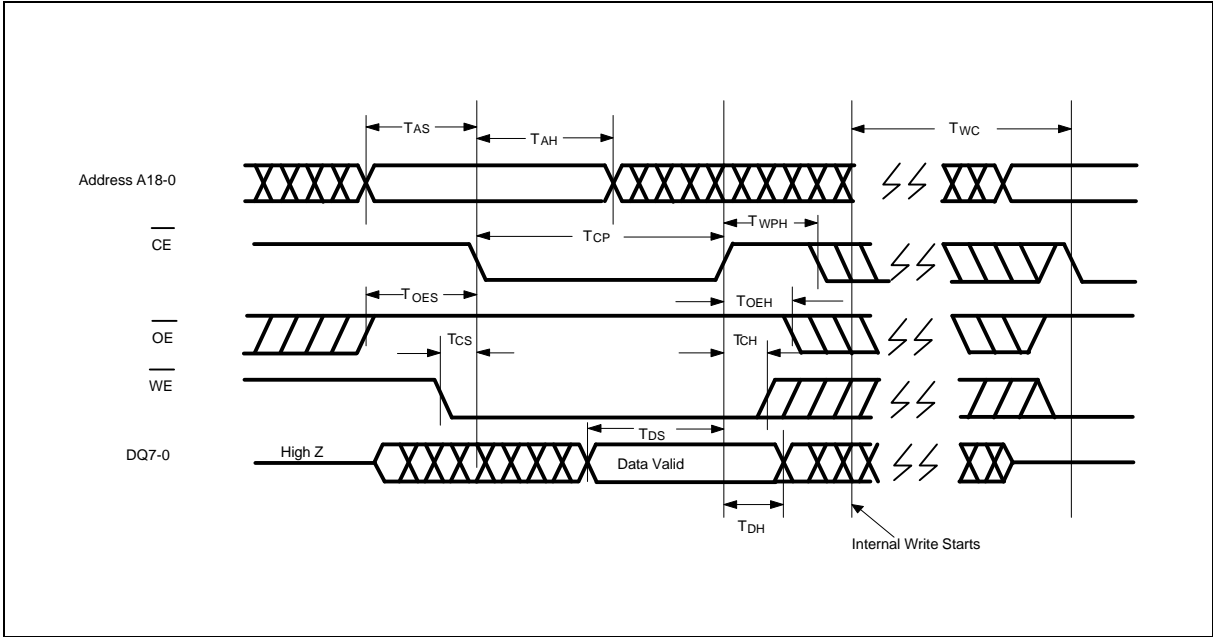 TAS
TAH
TWC
Address A18-0
TWPH
CE
TCP
TOES
TOEH
OE
TCS
TCH
WE
TDS
DQ7-0
High Z
Data Valid
TDH
Internal Write Starts